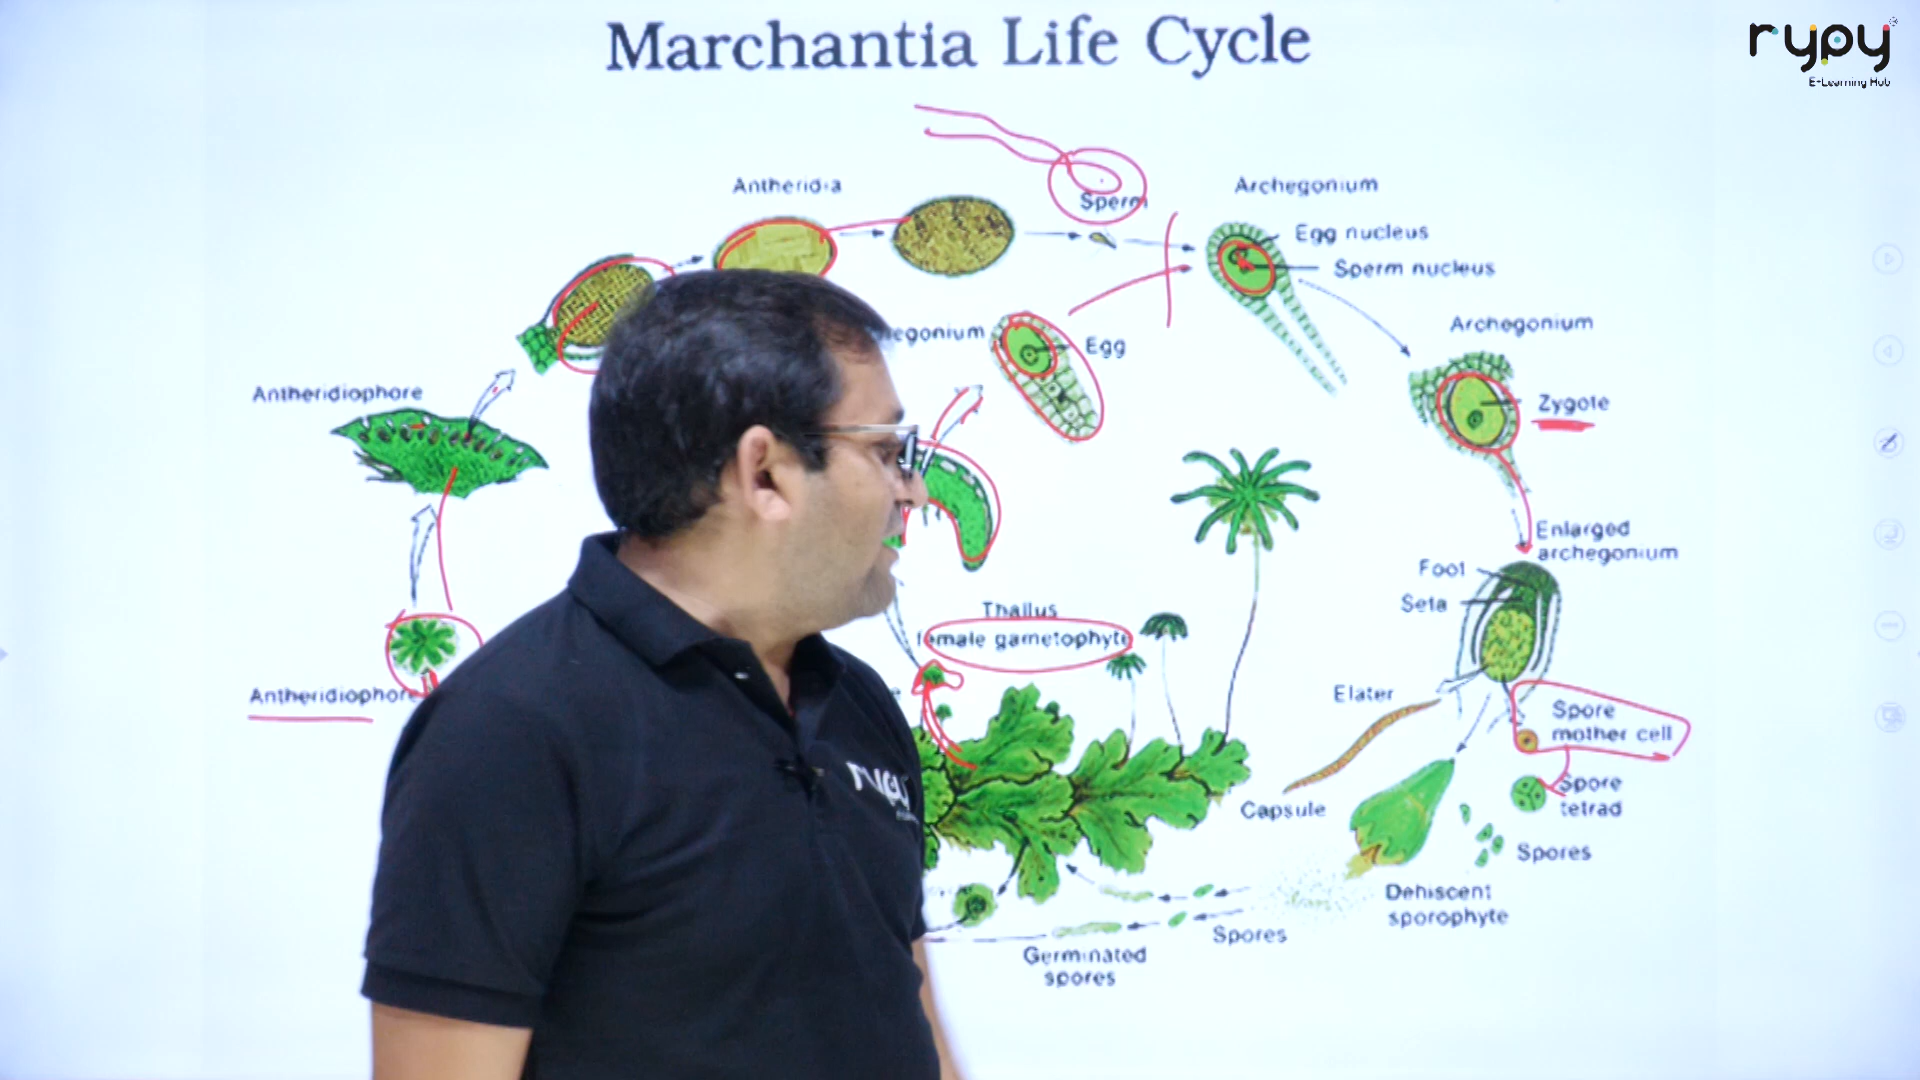 Marchantia Life Cycle
rypy
E-Learning Hub
Antheridia
Sperm
Archegonium
Egg nucleus
Sperm nucleus
Archegonium
egonium
Egg
Zygote
Antheridiophore
Enlarged
archegonium
Foot
Seta
Thallus
female gametophyte
Antheridiophore
Elater
Spore
mother cell
Spore
tetrad
Capsule
Spores
Dehiscent
sporophyte
Spores
Germinated
spores
rypy